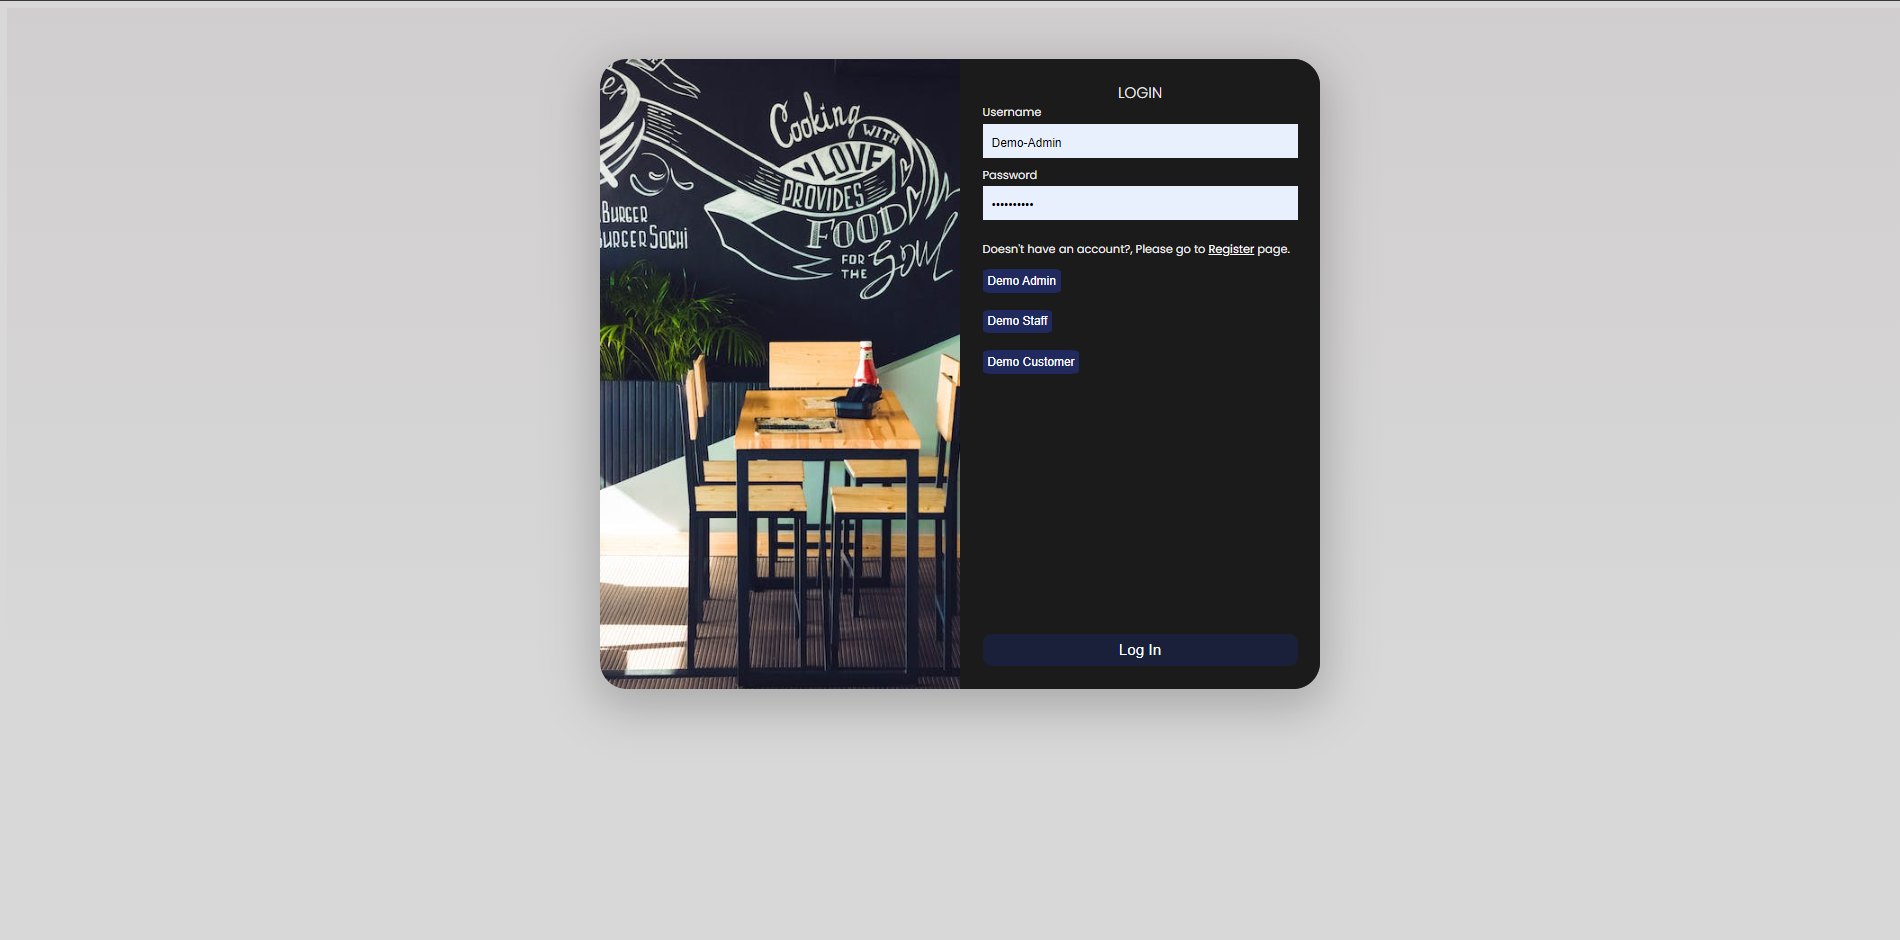 Cooking
WITH
LOVE
PROVIDES
FOOD
FOR
THE Soul
BURGER
BURGER SOCHI
LOGIN
Username
Demo-Admin
Password
••••••••••
Doesn't have an account?, Please go to Register page.
Demo Admin
Demo Staff
Demo Customer
Log In